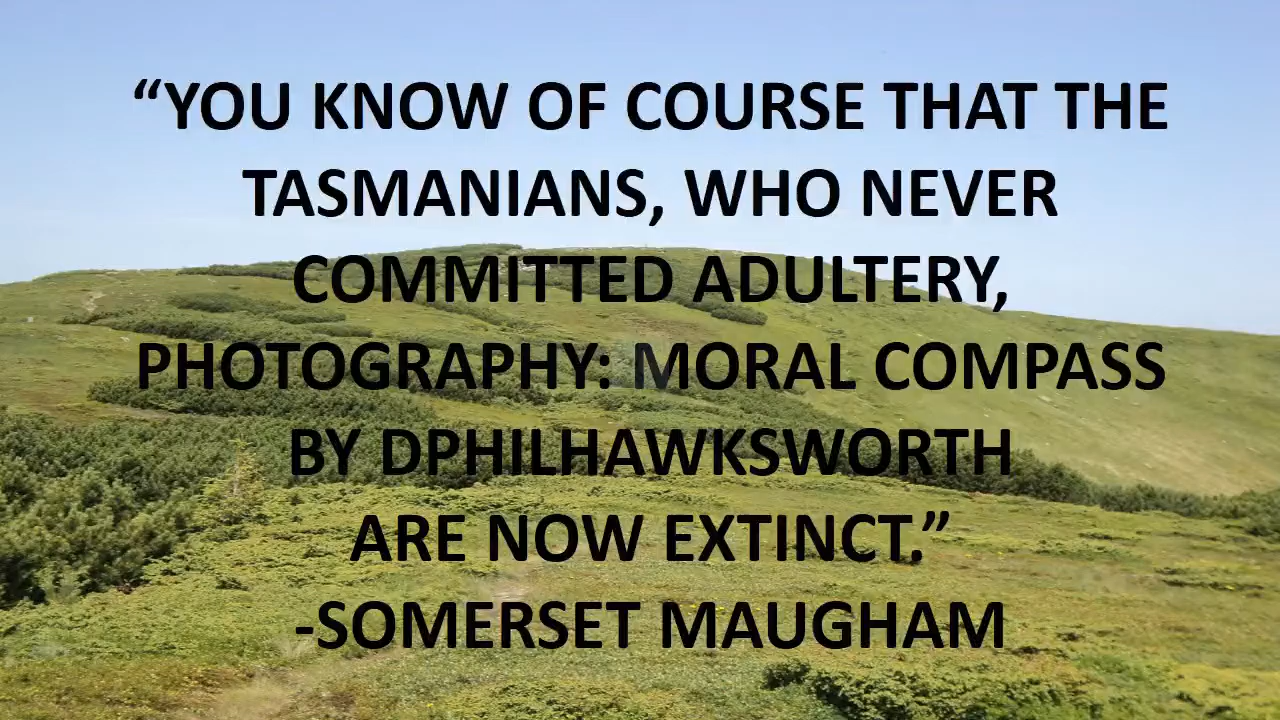 “YOU KNOW OF COURSE THAT THE
TASMANIANS, WHO NEVER
COMMITTED ADULTERY,
PHOTOGRAPHY: MORAL COMPASS
BY DPHILHAWKSWORTH
ARE NOW EXTINCT.”
-SOMERSET MAUGHAM